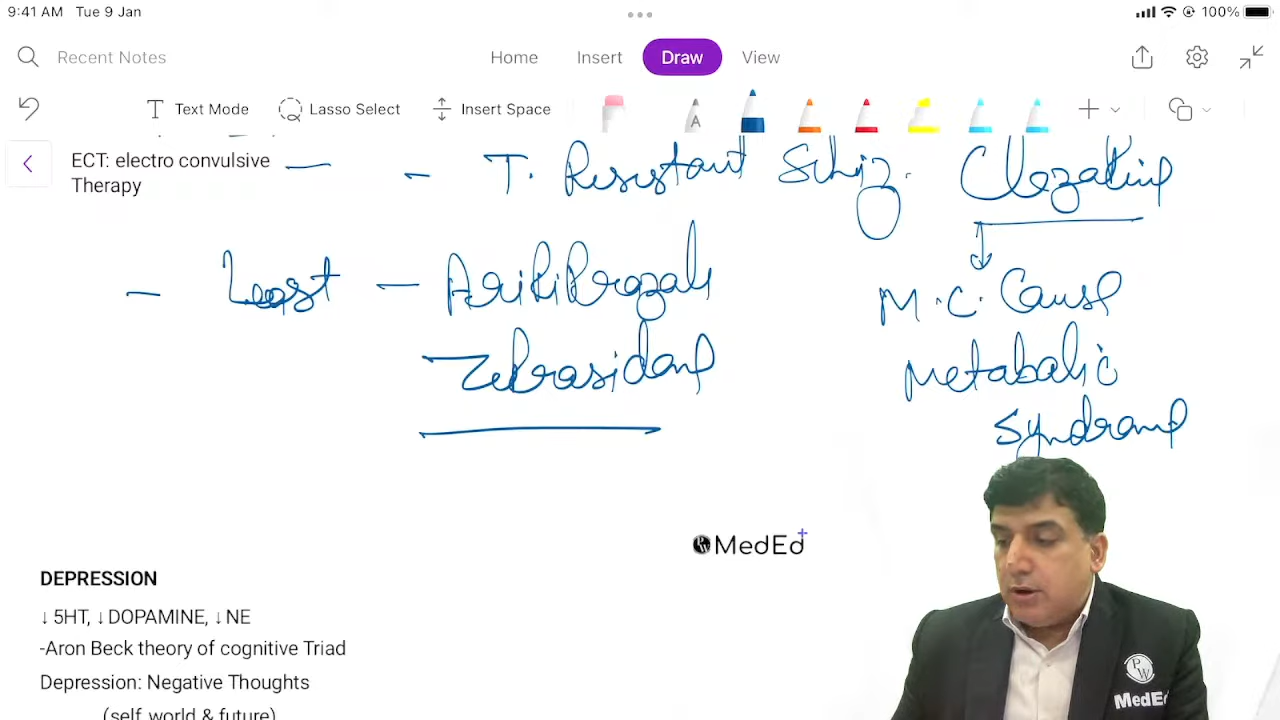 9:41 AM Tue 9 Jan
100%
Recent Notes
Home Insert Draw View
Text Mode Lasso Select Insert Space
A
ECT: electro convulsive
Therapy
— - T. Resistant Schiz. Clozapine
- Least - Aripiprazole
Ziprasidone
M.C. Cause
Metabolic
Syndrome
MedEd+
DEPRESSION
↓ 5HT, ↓ DOPAMINE, ↓ NE
-Aron Beck theory of cognitive Triad
Depression: Negative Thoughts
(self, world & future)
PW
MedEd